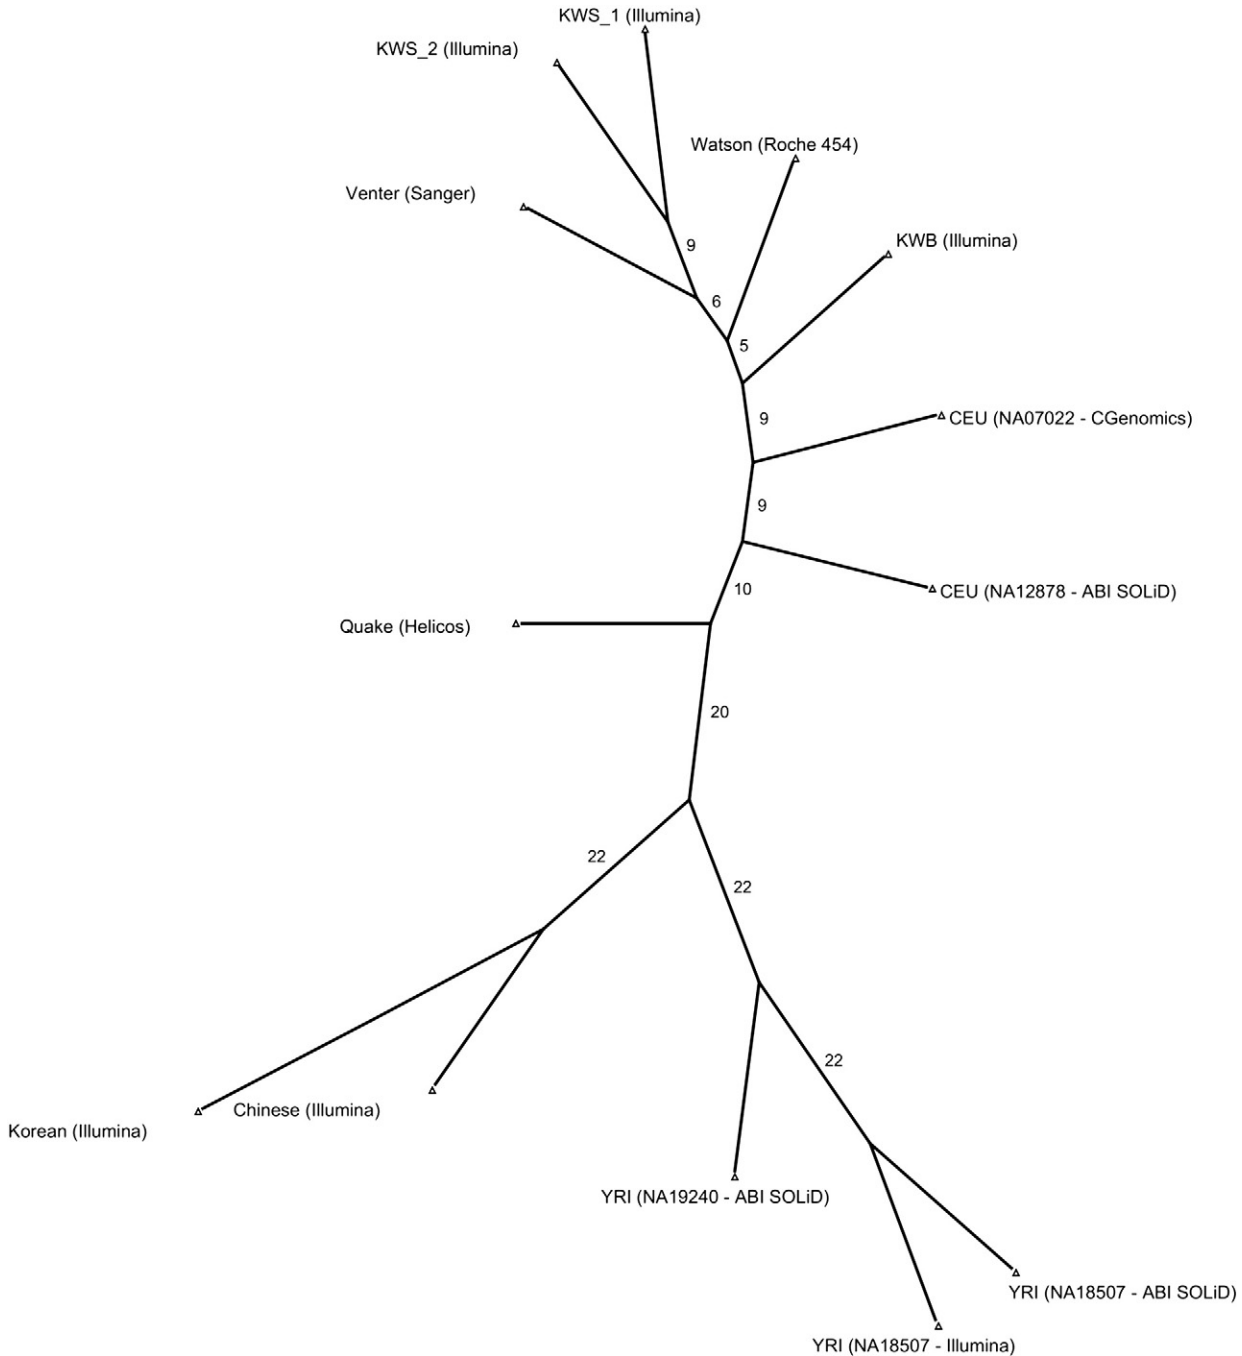 KWS_1 (Illumina)
KWS_2 (Illumina)
Watson (Roche 454)
Venter (Sanger)
KWB (Illumina)
9
6
5
9
CEU (NA07022 - CGenomics)
9
10
CEU (NA12878 - ABI SOLiD)
Quake (Helicos)
20
22
22
22
Chinese (Illumina)
Korean (Illumina)
YRI (NA19240 - ABI SOLiD)
YRI (NA18507 - ABI SOLiD)
YRI (NA18507 - Illumina)